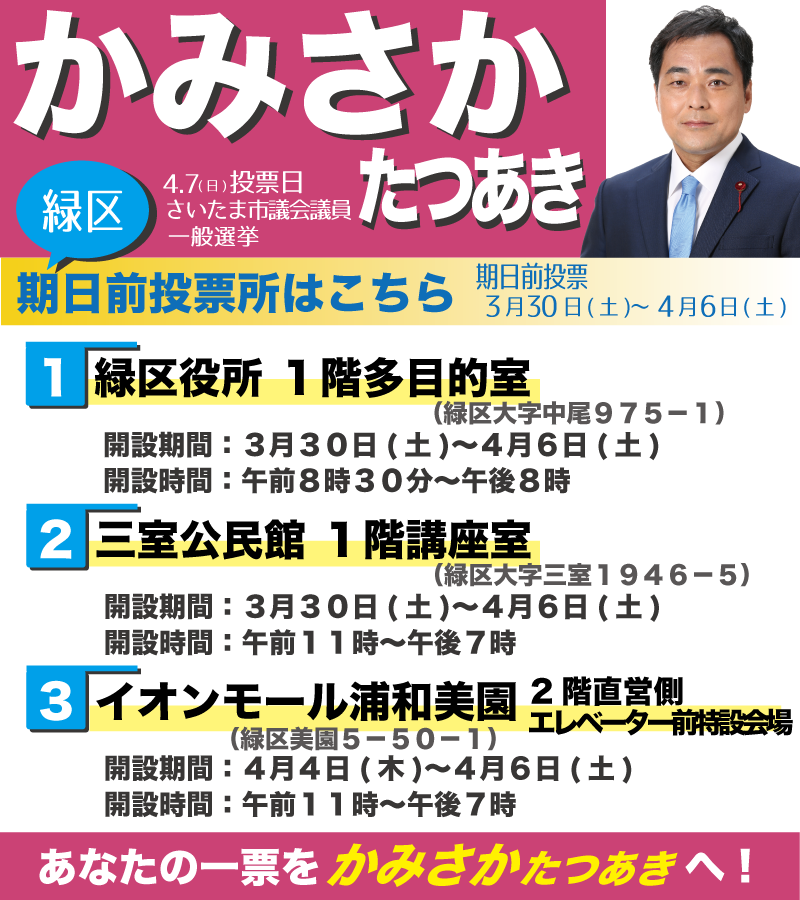 かみさか
たつあき
緑区
4.7(日)投票日
さいたま市議会議員
一般選挙
期日前投票所はこちら
期日前投票
3月30日(土)〜4月6日(土)
1 緑区役所 1階多目的室
(緑区大字中尾975−1)
開設期間：3月30日(土)〜4月6日(土)
開設時間：午前8時30分〜午後8時
2 三室公民館 1階講座室
(緑区大字三室1946−5)
開設期間：3月30日(土)〜4月6日(土)
開設時間：午前11時〜午後7時
3 イオンモール浦和美園 2階直営側
エレベーター前特設会場
(緑区美園5−50−1)
開設期間：4月4日(木)〜4月6日(土)
開設時間：午前11時〜午後7時
あなたの一票をかみさかたつあきへ！